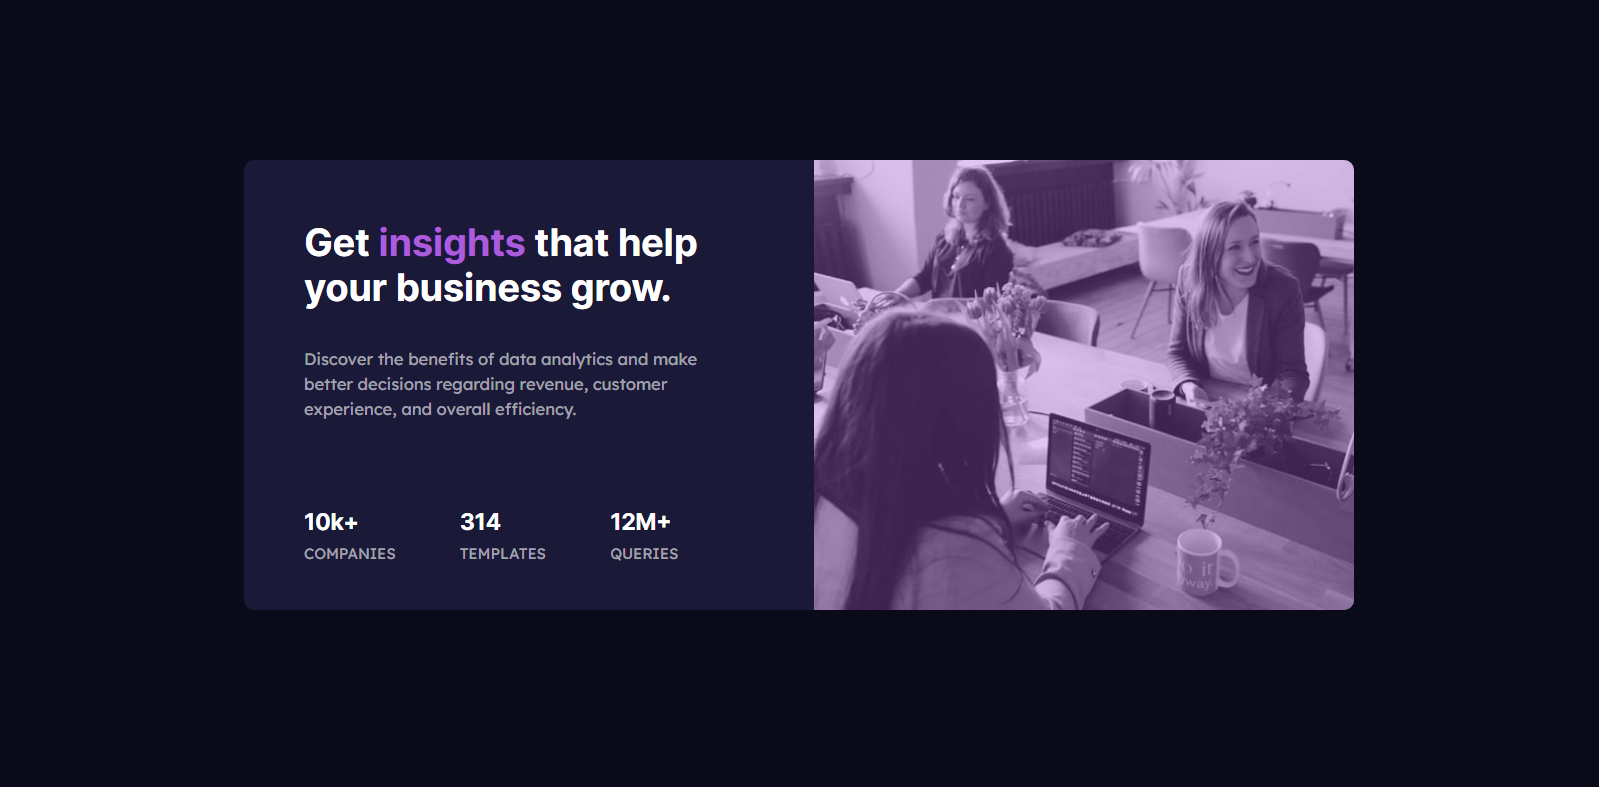 Get insights that help
your business grow.
Discover the benefits of data analytics and make
better decisions regarding revenue, customer
experience, and overall efficiency.
10k+ 314 12M+
COMPANIES TEMPLATES QUERIES